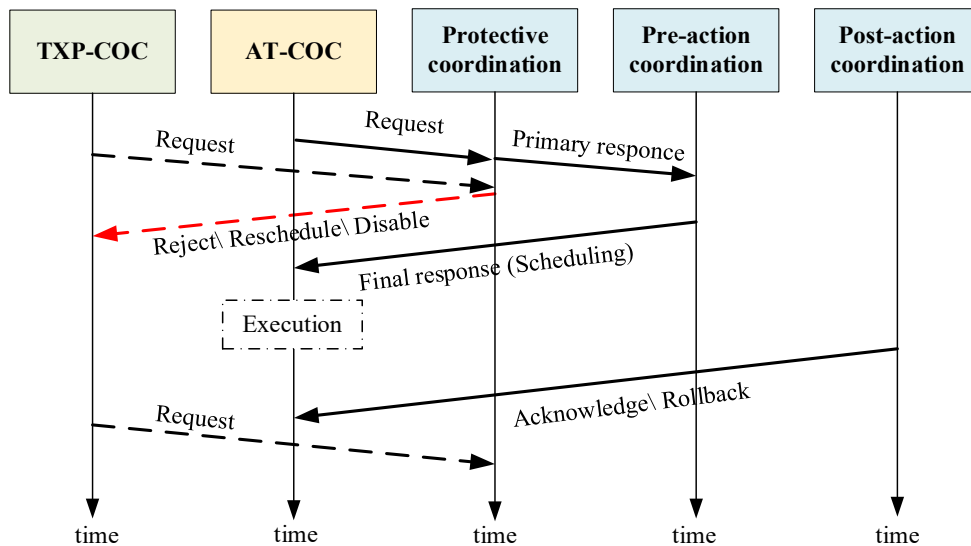 TXP-COC
AT-COC
Protective
coordination
Pre-action
coordination
Post-action
coordination
Request
Request
Primary responce
Reject\ Reschedule\ Disable
Final response (Scheduling)
Execution
Acknowledge\ Rollback
Request
time
time
time
time
time